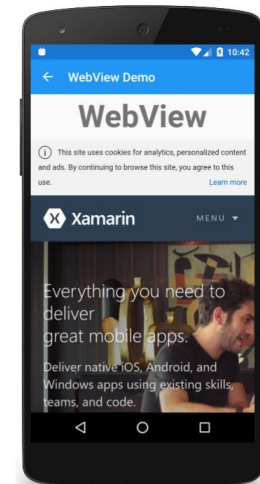 10:42
WebView Demo
WebView
This site uses cookies for analytics, personalized content
and ads. By continuing to browse this site, you agree to this
use.
Learn more
Xamarin
MENU
Everything you need to
deliver
great mobile apps.
Deliver native iOS, Android, and
Windows apps using existing skills,
teams, and code.